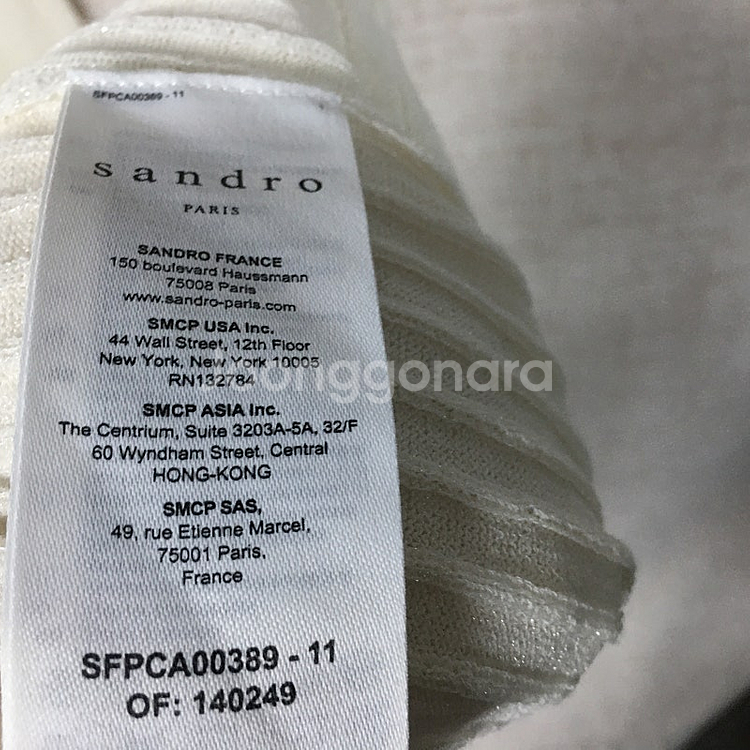 SFPCA00389 - 11
sandro
PARIS
SANDRO FRANCE
150 boulevard Haussmann
75008 Paris
www.sandro-paris.com
SMCP USA Inc.
44 Wall Street, 12th Floor
New York, New York 10005
RN132784
SMCP ASIA Inc.
The Centrium, Suite 3203A-5A, 32/F
60 Wyndham Street, Central
HONG-KONG
SMCP SAS,
49, rue Etienne Marcel,
75001 Paris,
France
SFPCA00389 - 11
OF: 140249